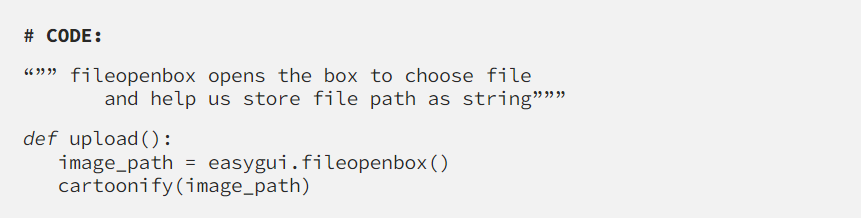 # CODE:
“”” fileopenbox opens the box to choose file
and help us store file path as string”””
def upload():
image_path = easygui.fileopenbox()
cartoonify(image_path)